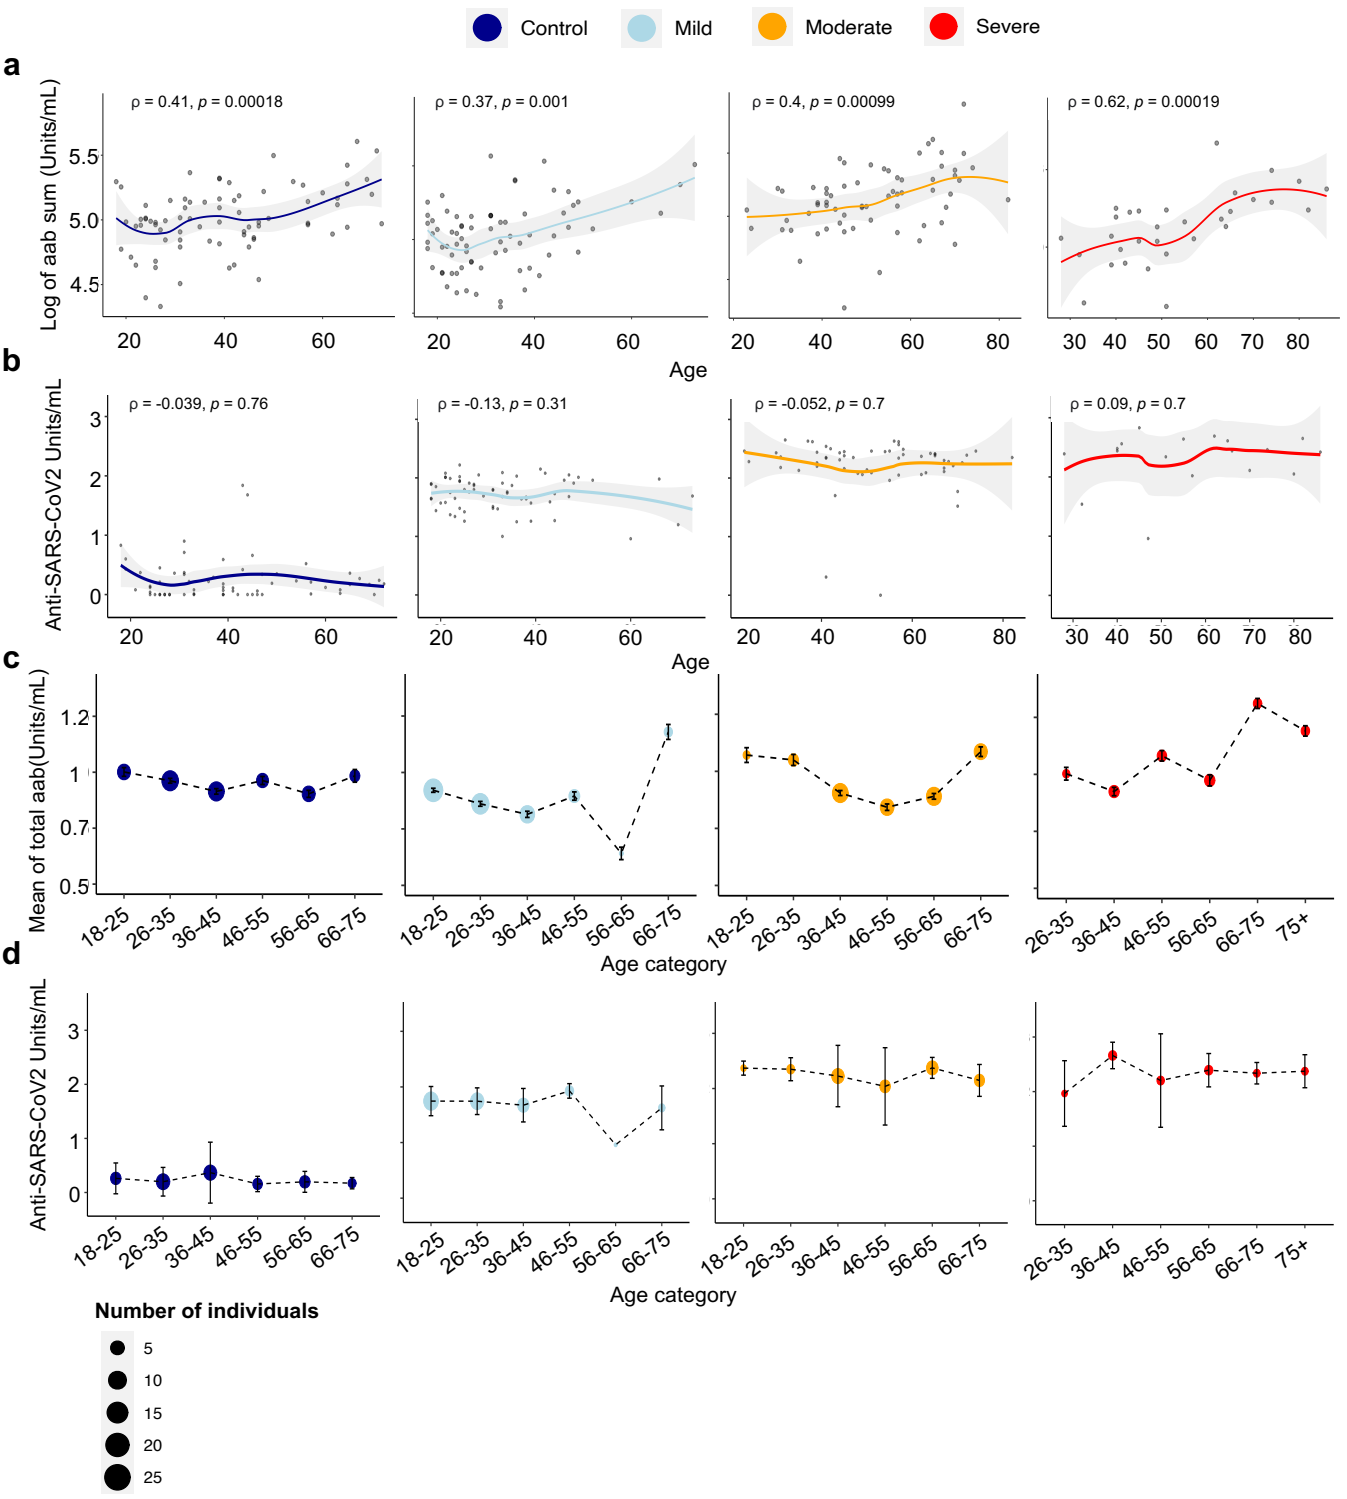 Control Mild Moderate Severe
a
Log of aab sum (Units/mL)
ρ = 0.41, p = 0.00018
ρ = 0.37, p = 0.001
ρ = 0.4, p = 0.00099
ρ = 0.62, p = 0.00019
5.5
5.0
4.5
20 40 60
20 40 60
20 40 60 80
30 40 50 60 70 80
Age
b
Anti-SARS-CoV2 Units/mL
ρ = -0.039, p = 0.76
ρ = -0.13, p = 0.31
ρ = -0.052, p = 0.7
ρ = 0.09, p = 0.7
3
2
1
0
20 40 60
20 40 60
20 40 60 80
30 40 50 60 70 80
Age
c
Mean of total aab(Units/mL)
1.2
1
0.7
0.5
18-25 26-35 36-45 46-55 56-65 66-75
18-25 26-35 36-45 46-55 56-65 66-75
18-25 26-35 36-45 46-55 56-65 66-75
26-35 36-45 46-55 56-65 66-75 75+
Age category
d
Anti-SARS-CoV2 Units/mL
3
2
1
0
18-25 26-35 36-45 46-55 56-65 66-75
18-25 26-35 36-45 46-55 56-65 66-75
18-25 26-35 36-45 46-55 56-65 66-75
26-35 36-45 46-55 56-65 66-75 75+
Age category
Number of individuals
5
10
15
20
25